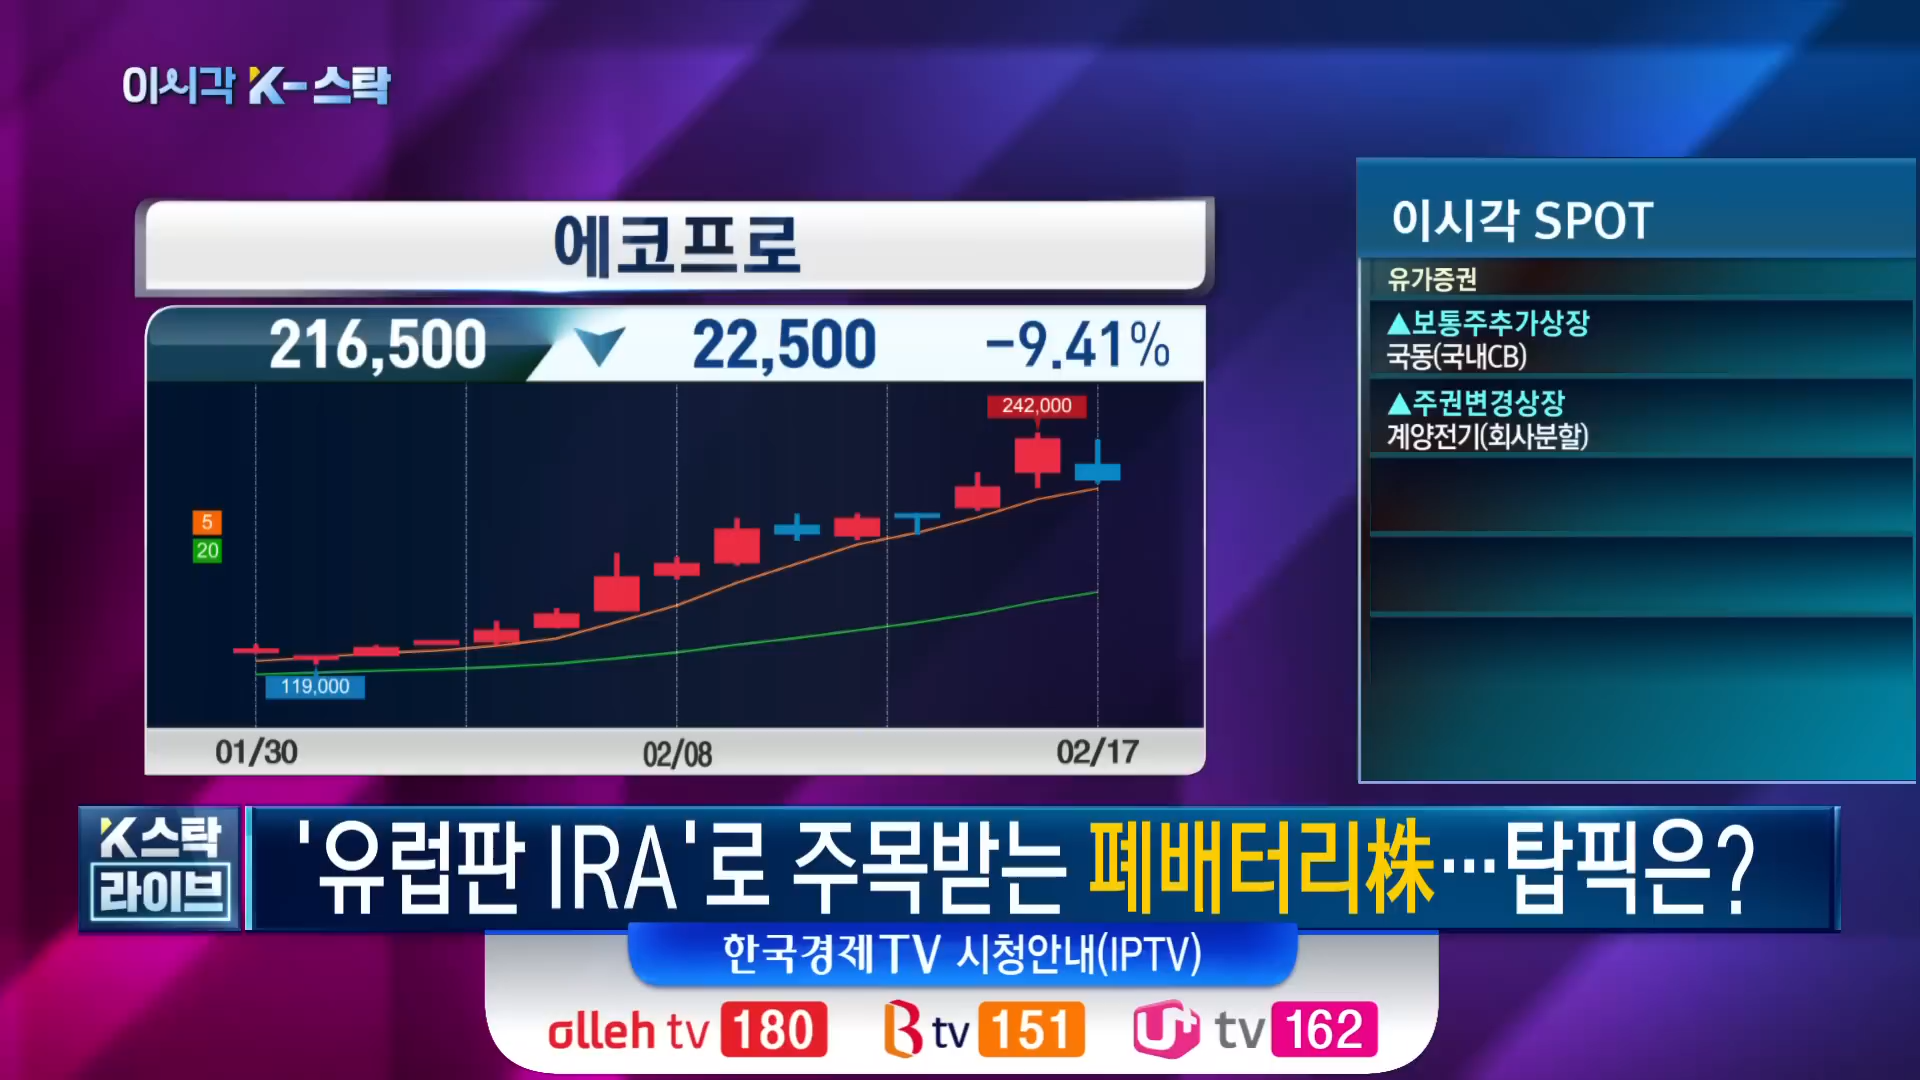 이시각 K-스탁
에코프로
216,500 ▼ 22,500 -9.41%
242,000
5
20
119,000
01/30 02/08 02/17
이시각 SPOT
유가증권
▲보통주추가상장
국동(국내CB)
▲주권변경상장
계양전기(회사분할)
K스탁
라이브
'유럽판 IRA'로 주목받는 폐배터리株…탑픽은?
한국경제TV 시청안내(IPTV)
olleh tv 180 B tv 151 U+ tv 162